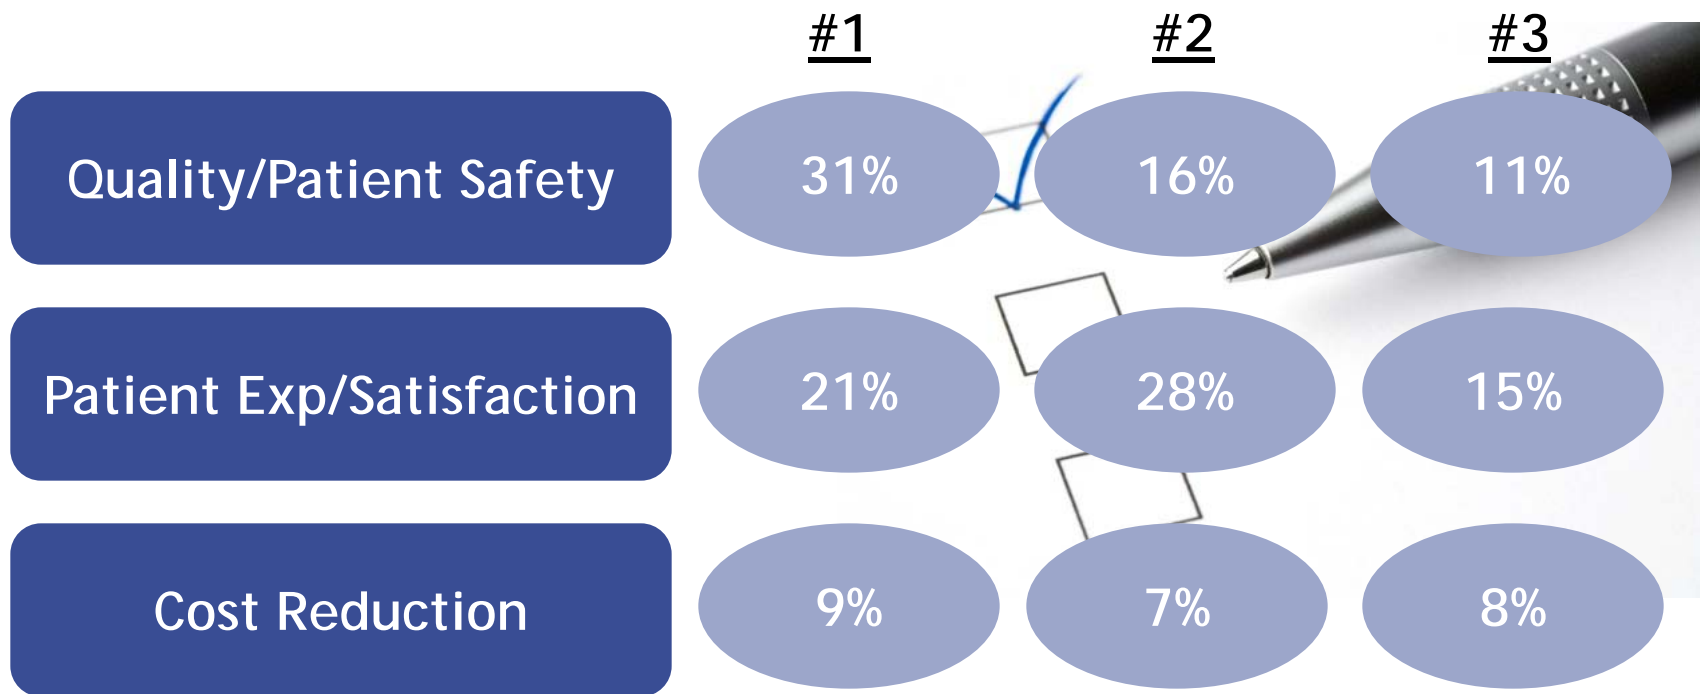 #1 #2 #3
Quality/Patient Safety 31% 16% 11%
Patient Exp/Satisfaction 21% 28% 15%
Cost Reduction 9% 7% 8%